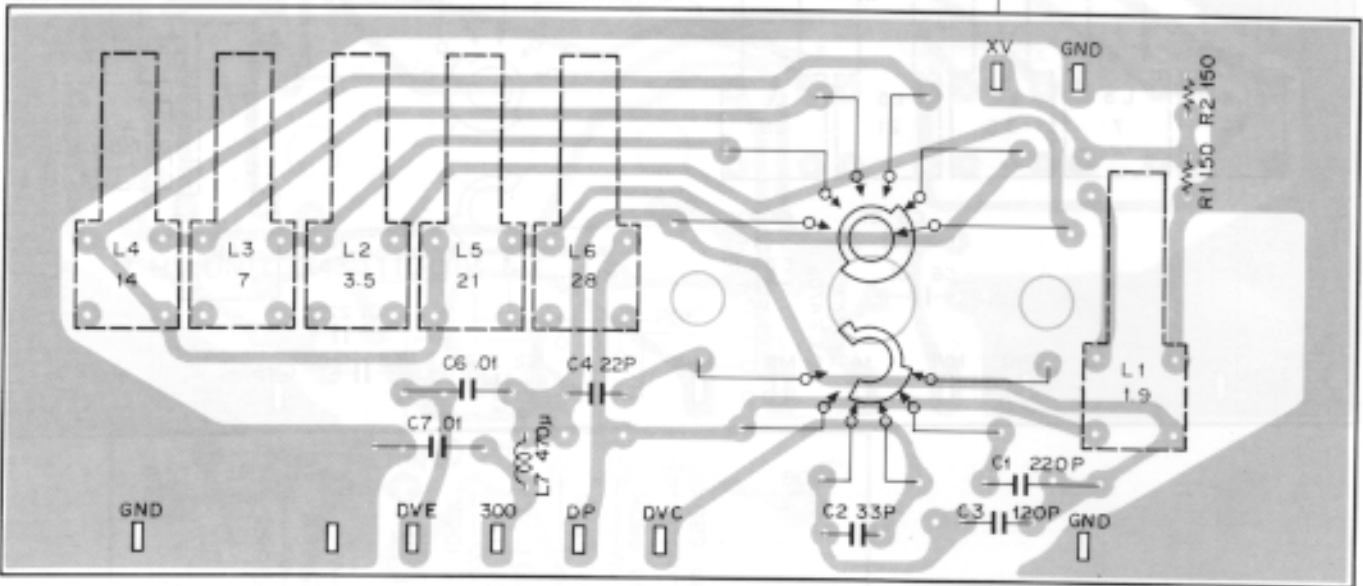 XV
GND
R2 150
R1 150
L4
14
L3
7
L2
3.5
L5
21
L6
28
L1
1.9
C6 .01
C4 22P
C7 .01
L7 470μ
C1 220P
C2 33P
C3 120P
GND
DVE
300
DP
DVC
GND